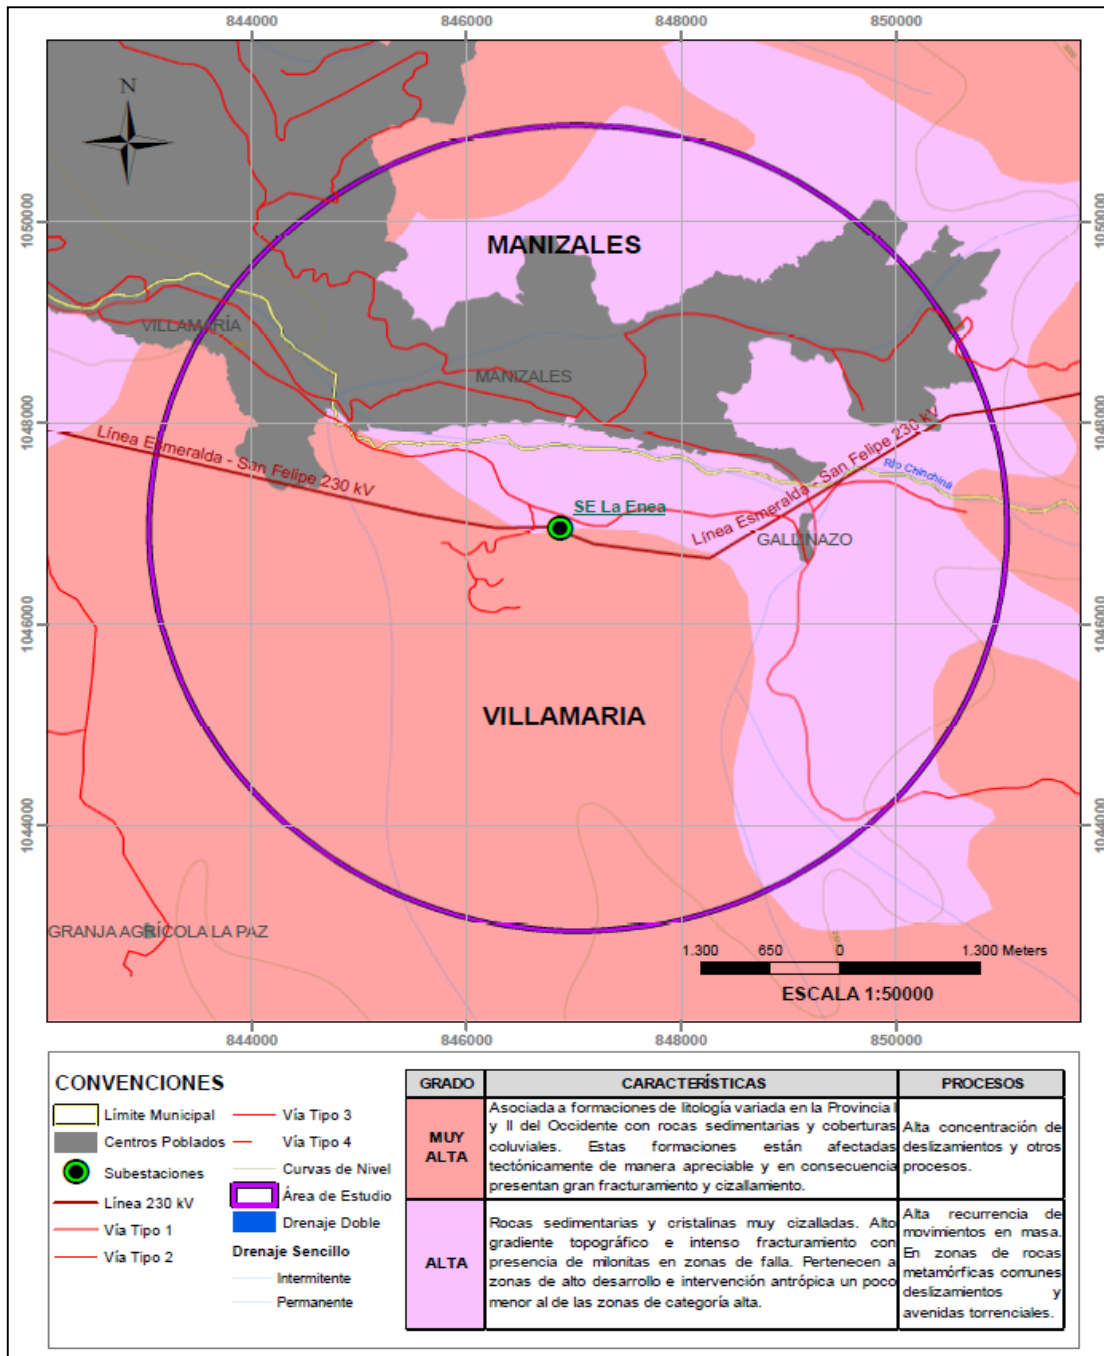 844000 846000 848000 850000
N
1050000 1050000
MANIZALES
VILLAMARÍA
MANIZALES
1048000 1048000
Línea Esmeralda - San Felipe 230 kV
Línea Esmeralda - San Felipe 230 kV
Río Chinchiná
SE La Enea
GALLINAZO
1046000 1046000
VILLAMARIA
1044000 1044000
GRANJA AGRÍCOLA LA PAZ
1.300 650 0 1.300 Meters
ESCALA 1:50000
844000 846000 848000 850000
CONVENCIONES
Límite Municipal
Centros Poblados
Subestaciones
Línea 230 kV
Vía Tipo 1
Vía Tipo 2
Vía Tipo 3
Vía Tipo 4
Curvas de Nivel
Área de Estudio
Drenaje Doble
Drenaje Sencillo
Intermitente
Permanente
GRADO CARACTERÍSTICAS PROCESOS
MUY
ALTA
Asociada a formaciones de litología variada en la Provincia I
y II del Occidente con rocas sedimentarias y coberturas
coluviales. Estas formaciones están afectadas
tectónicamente de manera apreciable y en consecuencia
presentan gran fracturamiento y cizallamiento.
Alta concentración de
deslizamientos y otros
procesos.
ALTA
Rocas sedimentarias y cristalinas muy cizalladas. Alto
gradiente topográfico e intenso fracturamiento con
presencia de milonitas en zonas de falla. Pertenecen a
zonas de alto desarrollo e intervención antrópica un poco
menor al de las zonas de categoría alta.
Alta recurrencia de
movimientos en masa.
En zonas de rocas
metamórficas comunes
deslizamientos y
avenidas torrenciales.